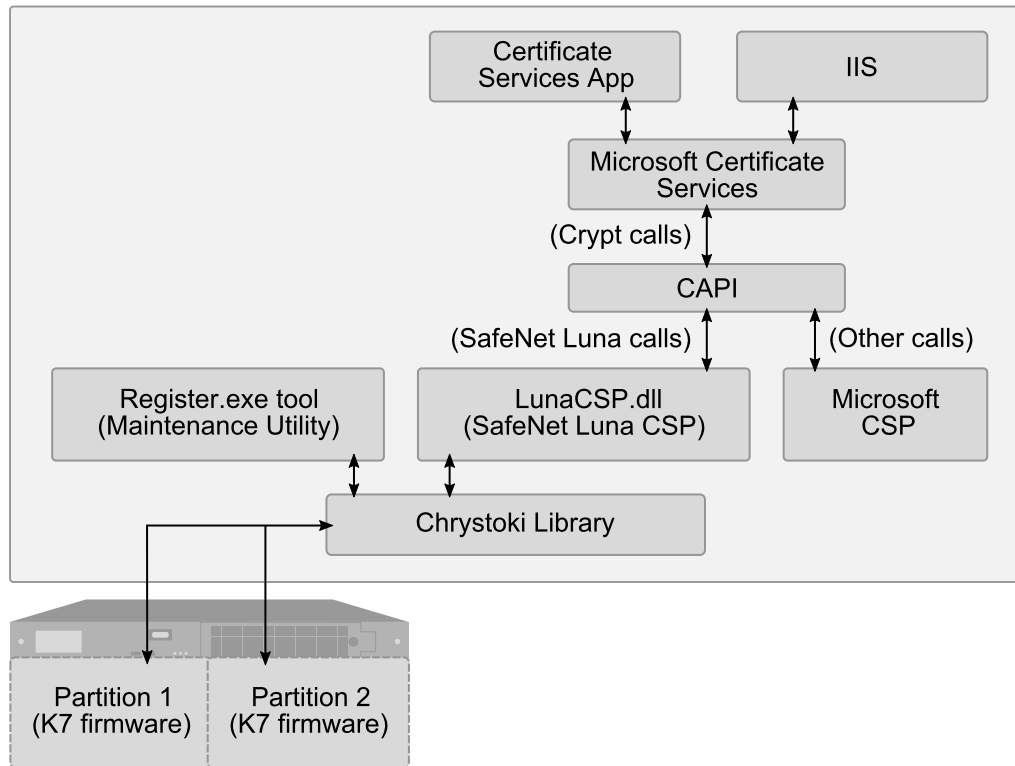 Certificate
Services App
IIS
Microsoft Certificate
Services
(Crypt calls)
CAPI
(SafeNet Luna calls)
(Other calls)
Register.exe tool
(Maintenance Utility)
LunaCSP.dll
(SafeNet Luna CSP)
Microsoft
CSP
Chrystoki Library
Partition 1
(K7 firmware)
Partition 2
(K7 firmware)